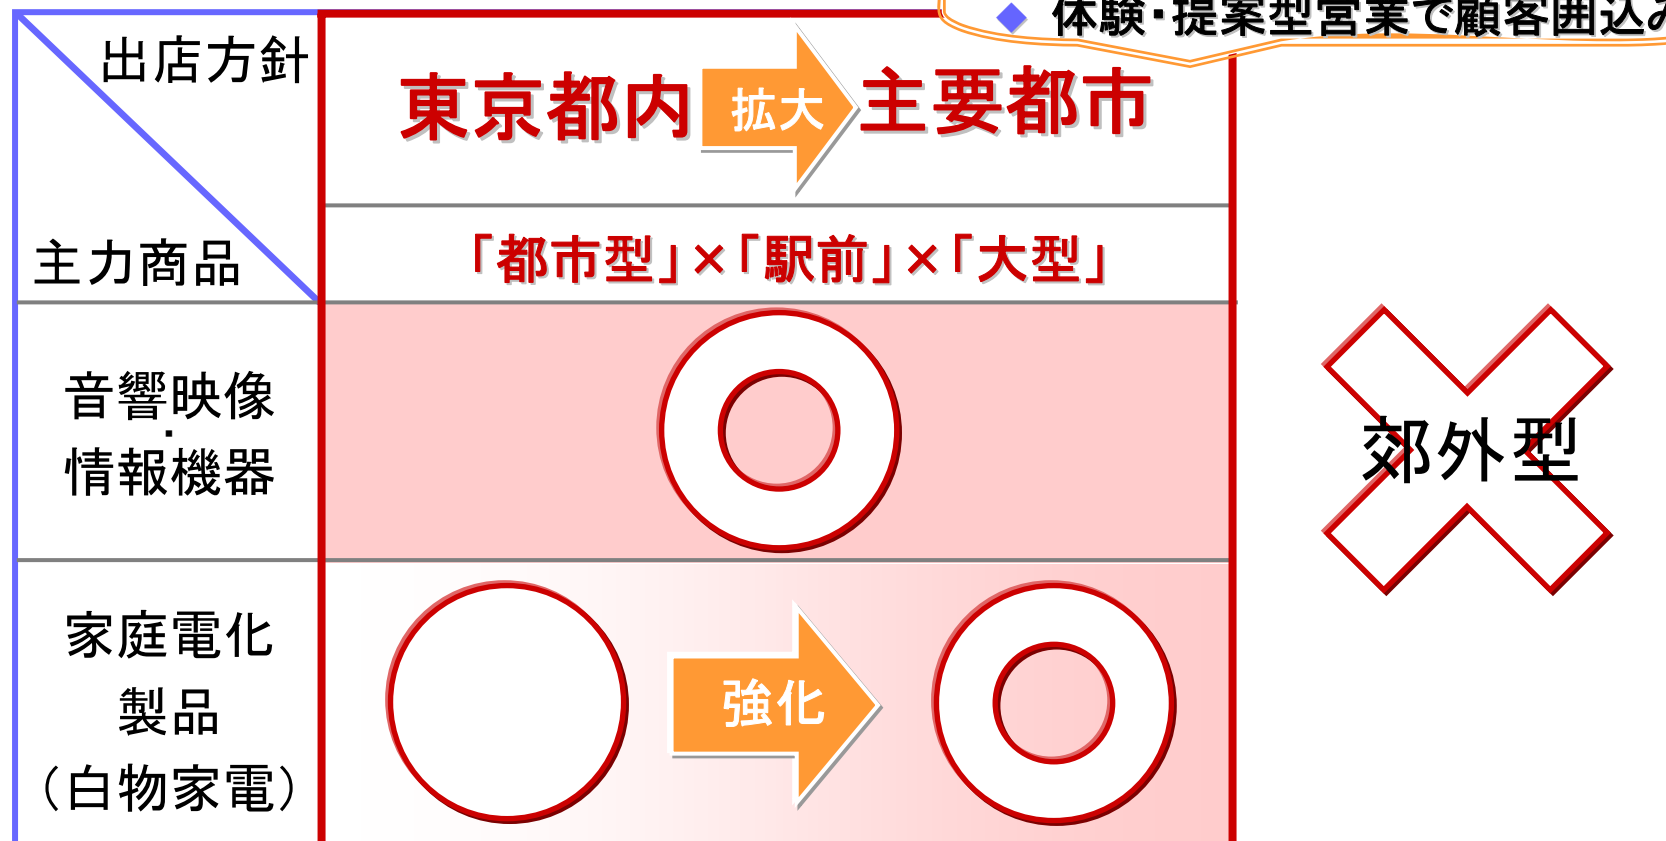 ◆ 体験・提案型営業で顧客囲込み
出店方針
東京都内 拡大 主要都市
主力商品
「都市型」×「駅前」×「大型」
音響映像
・
情報機器
郊外型
家庭電化
製品
（白物家電）
強化